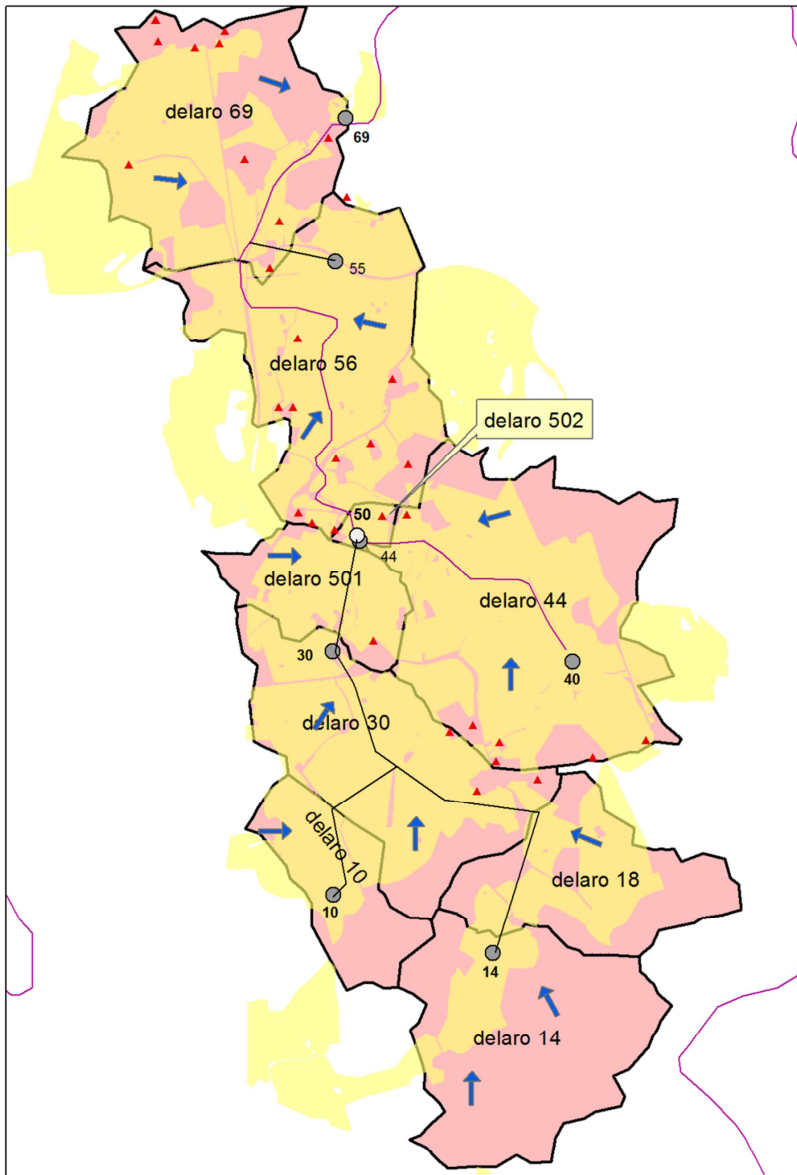 delaro 69
69
55
delaro 56
delaro 502
50
44
delaro 501
delaro 44
30
40
delaro 30
delaro 10
delaro 18
10
14
delaro 14